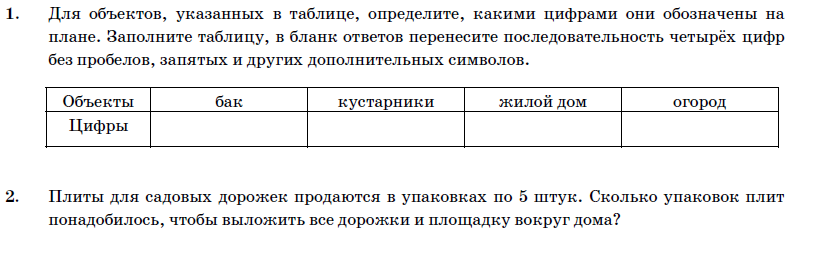 1. Для объектов, указанных в таблице, определите, какими цифрами они обозначены на
плане. Заполните таблицу, в бланк ответов перенесите последовательность четырёх цифр
без пробелов, запятых и других дополнительных символов.
Объекты бак кустарники жилой дом огород
Цифры
2. Плиты для садовых дорожек продаются в упаковках по 5 штук. Сколько упаковок плит
понадобилось, чтобы выложить все дорожки и площадку вокруг дома?